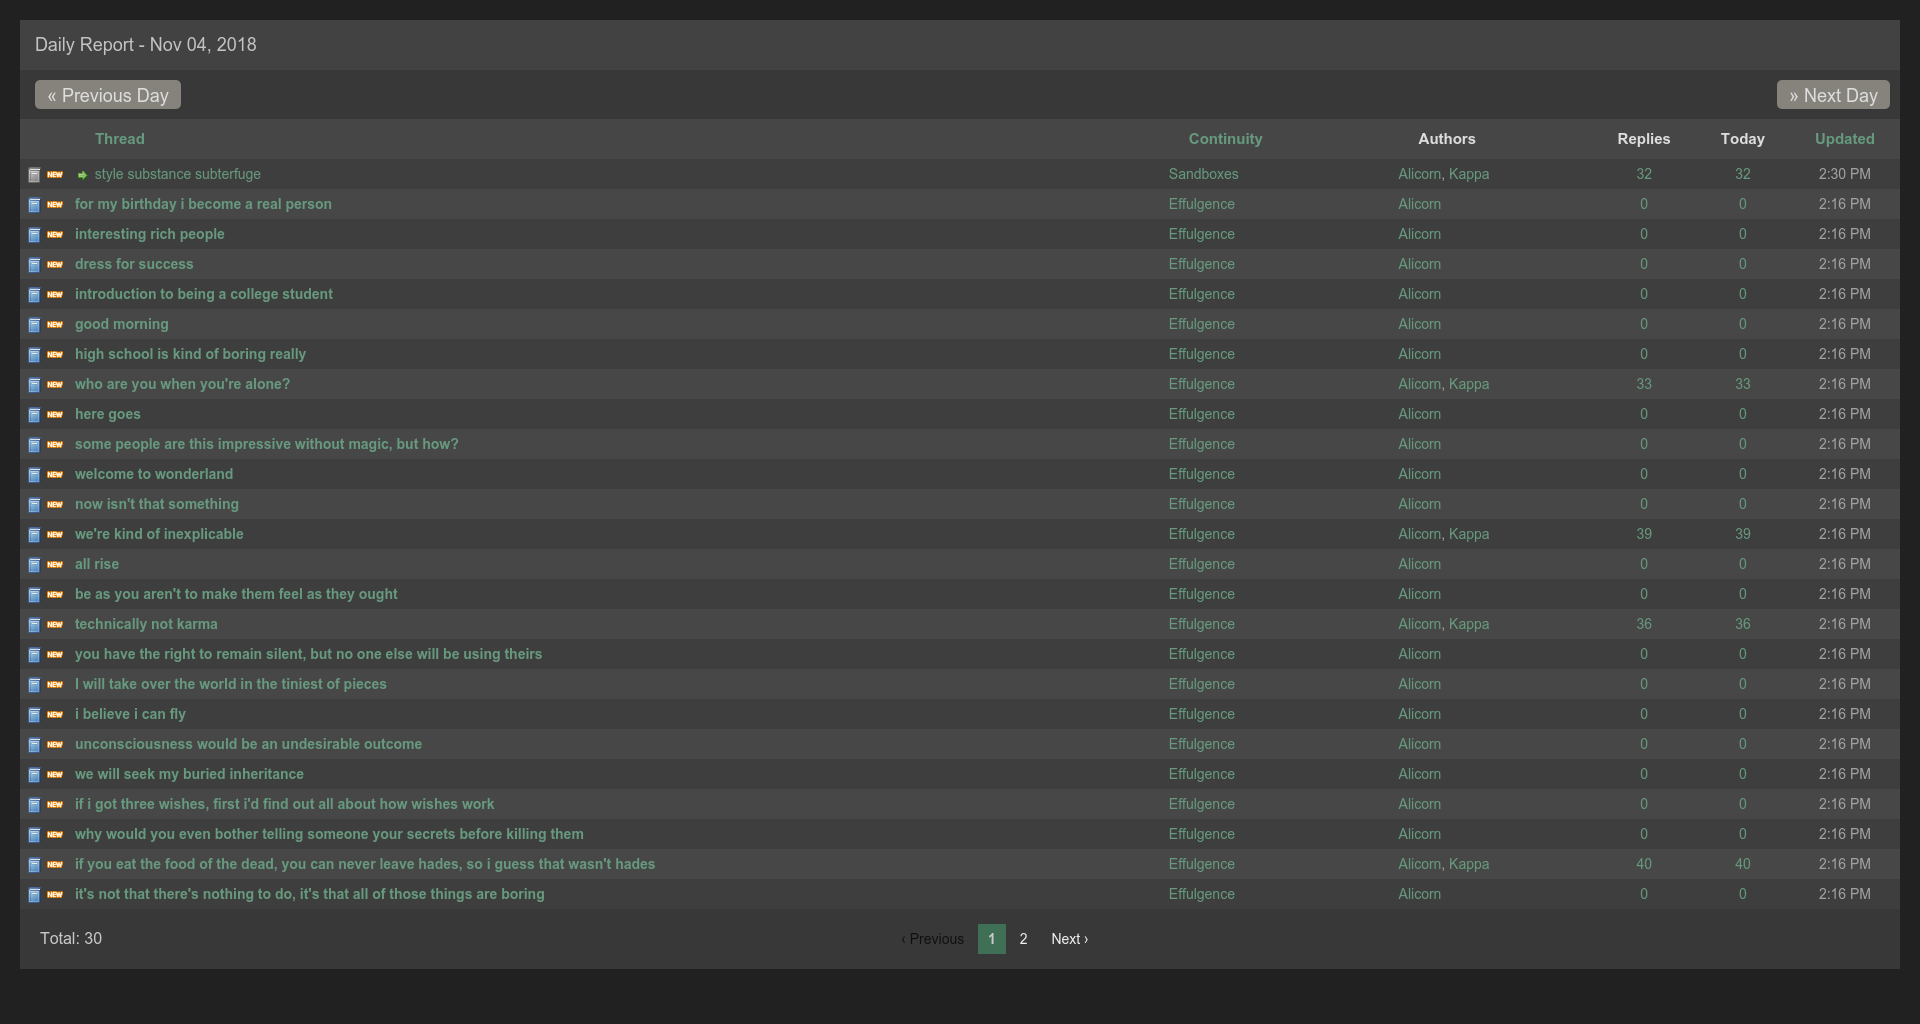 Daily Report - Nov 04, 2018
« Previous Day » Next Day
Thread Continuity Authors Replies Today Updated
NEW style substance subterfuge Sandboxes Alicorn, Kappa 32 32 2:30 PM
NEW for my birthday i become a real person Effulgence Alicorn 0 0 2:16 PM
NEW interesting rich people Effulgence Alicorn 0 0 2:16 PM
NEW dress for success Effulgence Alicorn 0 0 2:16 PM
NEW introduction to being a college student Effulgence Alicorn 0 0 2:16 PM
NEW good morning Effulgence Alicorn 0 0 2:16 PM
NEW high school is kind of boring really Effulgence Alicorn 0 0 2:16 PM
NEW who are you when you're alone? Effulgence Alicorn, Kappa 33 33 2:16 PM
NEW here goes Effulgence Alicorn 0 0 2:16 PM
NEW some people are this impressive without magic, but how? Effulgence Alicorn 0 0 2:16 PM
NEW welcome to wonderland Effulgence Alicorn 0 0 2:16 PM
NEW now isn't that something Effulgence Alicorn 0 0 2:16 PM
NEW we're kind of inexplicable Effulgence Alicorn, Kappa 39 39 2:16 PM
NEW all rise Effulgence Alicorn 0 0 2:16 PM
NEW be as you aren't to make them feel as they ought Effulgence Alicorn 0 0 2:16 PM
NEW technically not karma Effulgence Alicorn, Kappa 36 36 2:16 PM
NEW you have the right to remain silent, but no one else will be using theirs Effulgence Alicorn 0 0 2:16 PM
NEW I will take over the world in the tiniest of pieces Effulgence Alicorn 0 0 2:16 PM
NEW i believe i can fly Effulgence Alicorn 0 0 2:16 PM
NEW unconsciousness would be an undesirable outcome Effulgence Alicorn 0 0 2:16 PM
NEW we will seek my buried inheritance Effulgence Alicorn 0 0 2:16 PM
NEW if i got three wishes, first i'd find out all about how wishes work Effulgence Alicorn 0 0 2:16 PM
NEW why would you even bother telling someone your secrets before killing them Effulgence Alicorn 0 0 2:16 PM
NEW if you eat the food of the dead, you can never leave hades, so i guess that wasn't hades Effulgence Alicorn, Kappa 40 40 2:16 PM
NEW it's not that there's nothing to do, it's that all of those things are boring Effulgence Alicorn 0 0 2:16 PM
Total: 30 ‹ Previous 1 2 Next ›